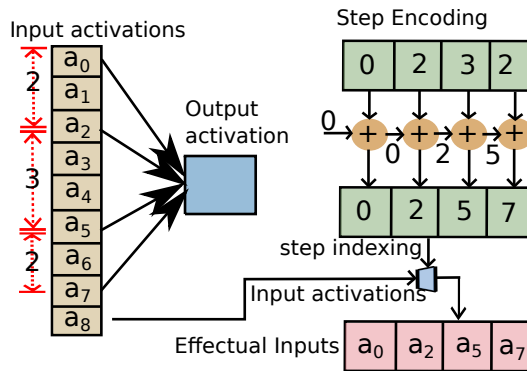 Step Encoding
Input activations
a0
a1
a2
a3
a4
a5
a6
a7
a8
2
3
2
Output
activation
0 2 3 2
0 + + + +
0 2 5
0 2 5 7
step indexing
Input activations
Effectual Inputs
a0 a2 a5 a7